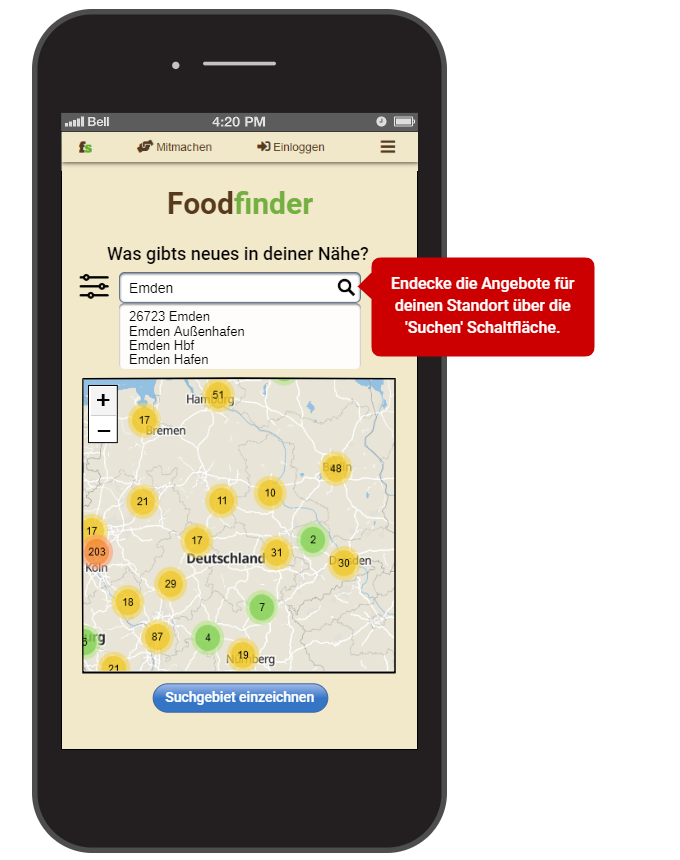 Bell 4:20 PM
fs Mitmachen Einloggen
Foodfinder
Was gibts neues in deiner Nähe?
Emden
26723 Emden
Emden Außenhafen
Emden Hbf
Emden Hafen
Endecke die Angebote für
deinen Standort über die
'Suchen' Schaltfläche.
+
−
51
Hamburg
17
Bremen
48
21
11
10
17
203
Köln
17
2
Deutschland
31
30
29
18
7
87
4
19
Nürnberg
21
Suchgebiet einzeichnen